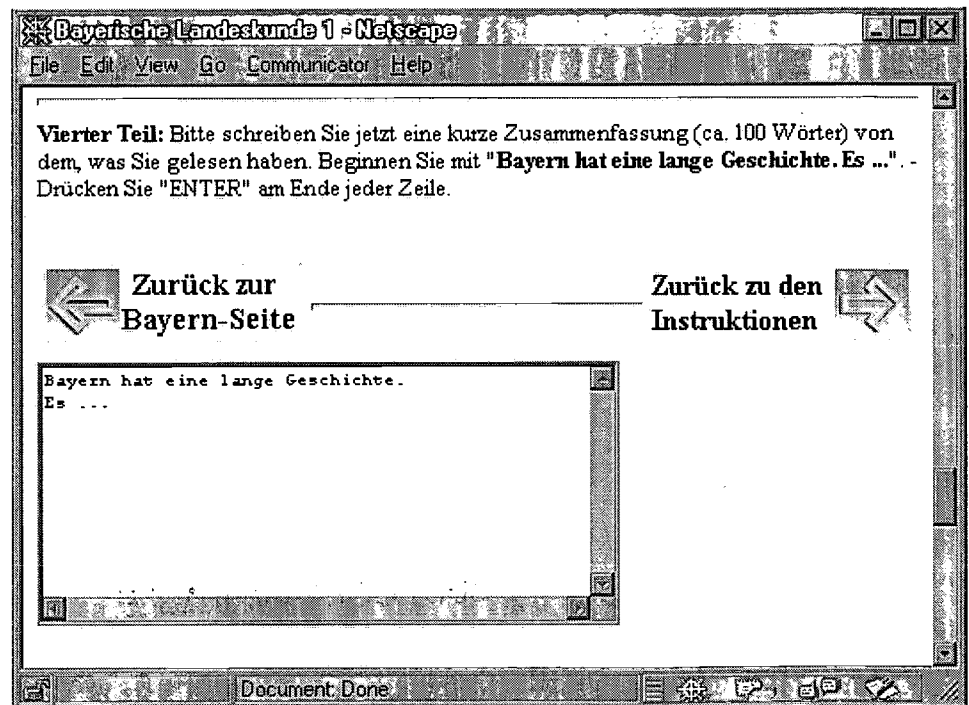 Bayerische Landeskunde 1 - Netscape
File Edit View Go Communicator Help
Vierter Teil: Bitte schreiben Sie jetzt eine kurze Zusammenfassung (ca. 100 Wörter) von
dem, was Sie gelesen haben. Beginnen Sie mit "Bayern hat eine lange Geschichte. Es ...". -
Drücken Sie "ENTER" am Ende jeder Zeile.
Zurück zur
Bayern-Seite
Zurück zu den
Instruktionen
Bayern hat eine lange Geschichte.
Es ...
Document: Done